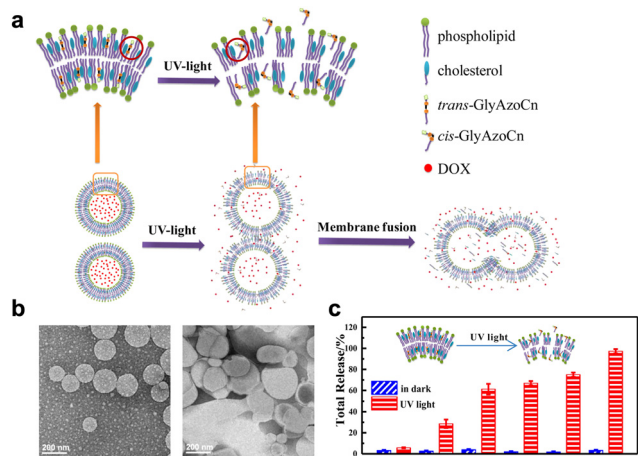 a
UV-light
phospholipid
cholesterol
trans-GlyAzoCn
cis-GlyAzoCn
DOX
UV-light
Membrane fusion
b
200 nm
200 nm
c
Total Release/%
120
100
80
60
40
20
0
UV light
in dark
UV light